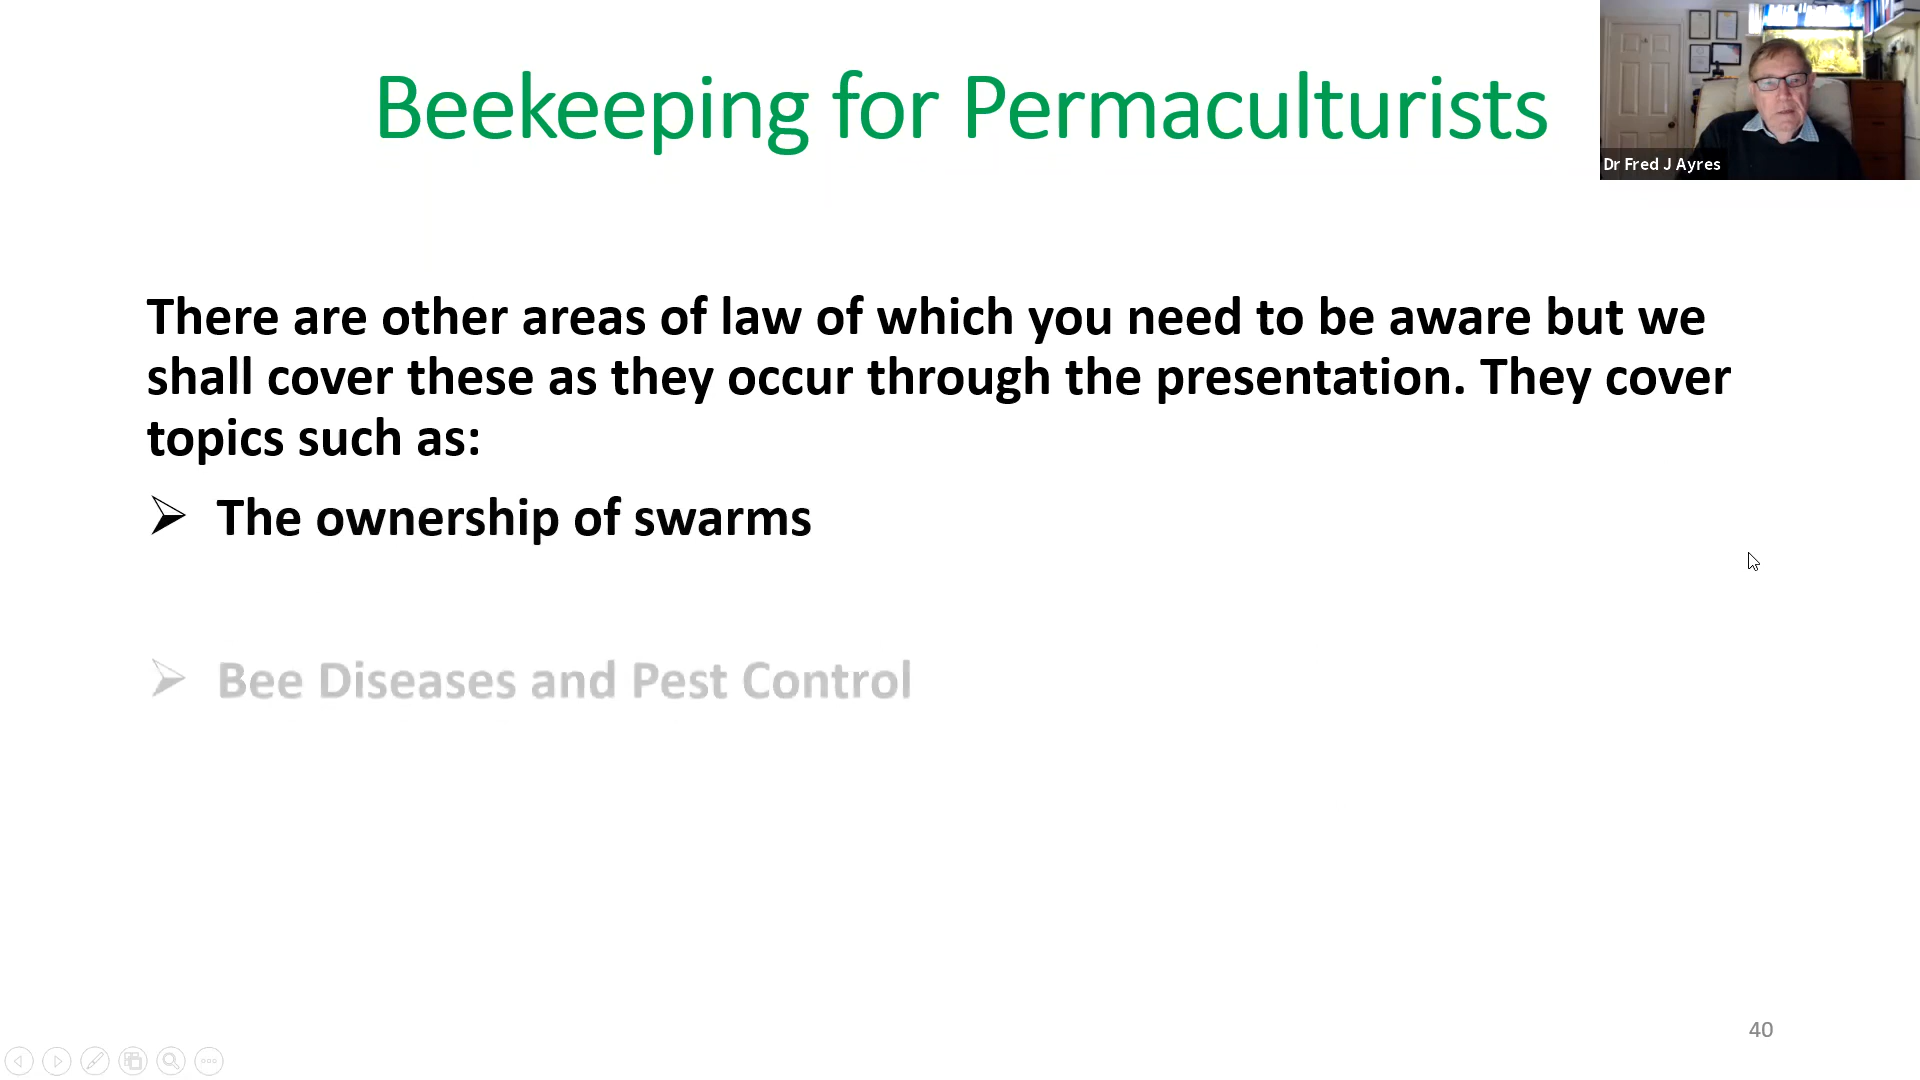 Beekeeping for Permaculturists
Dr Fred J Ayres
There are other areas of law of which you need to be aware but we
shall cover these as they occur through the presentation. They cover
topics such as:
➢ The ownership of swarms
➢ Bee Diseases and Pest Control
40